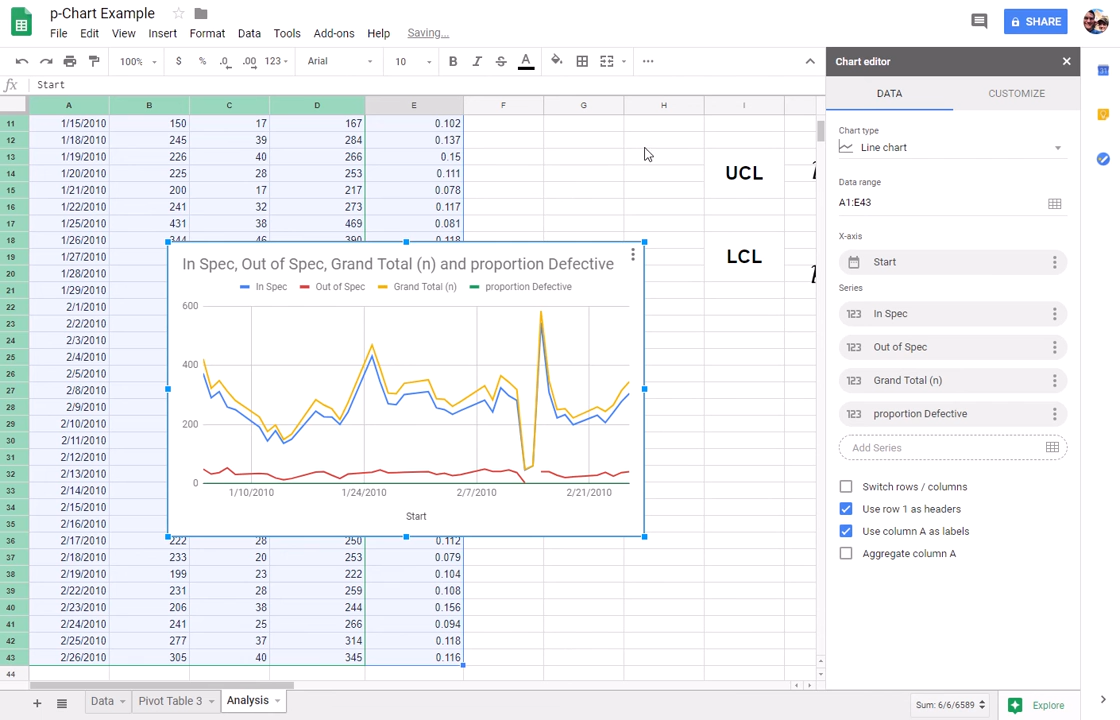 p-Chart Example
File Edit View Insert Format Data Tools Add-ons Help Saving...
SHARE
100% $ % .0 .00 123 Arial 10 B I S A
fx Start
A B C D E F G H I
11 1/15/2010 150 17 167 0.102
12 1/18/2010 245 39 284 0.137
13 1/19/2010 226 40 266 0.15
14 1/20/2010 225 28 253 0.111
15 1/21/2010 200 17 217 0.078
16 1/22/2010 241 32 273 0.117
17 1/25/2010 431 38 469 0.081
18 1/26/2010 344 46 390 0.118
19 1/27/2010
20 1/28/2010
21 1/29/2010
22 2/1/2010
23 2/2/2010
24 2/3/2010
25 2/4/2010
26 2/5/2010
27 2/8/2010
28 2/9/2010
29 2/10/2010
30 2/11/2010
31 2/12/2010
32 2/13/2010
33 2/14/2010
34 2/15/2010
35 2/16/2010
36 2/17/2010 222 28 250 0.112
37 2/18/2010 233 20 253 0.079
38 2/19/2010 199 23 222 0.104
39 2/22/2010 231 28 259 0.108
40 2/23/2010 206 38 244 0.156
41 2/24/2010 241 25 266 0.094
42 2/25/2010 277 37 314 0.118
43 2/26/2010 305 40 345 0.116
44
UCL
LCL
In Spec, Out of Spec, Grand Total (n) and proportion Defective
In Spec Out of Spec Grand Total (n) proportion Defective
600
400
200
0
1/10/2010 1/24/2010 2/7/2010 2/21/2010
Start
Chart editor
DATA CUSTOMIZE
Chart type
Line chart
Data range
A1:E43
X-axis
Start
Series
123 In Spec
123 Out of Spec
123 Grand Total (n)
123 proportion Defective
Add Series
Switch rows / columns
Use row 1 as headers
Use column A as labels
Aggregate column A
Data Pivot Table 3 Analysis
Sum: 6/6/6589
Explore